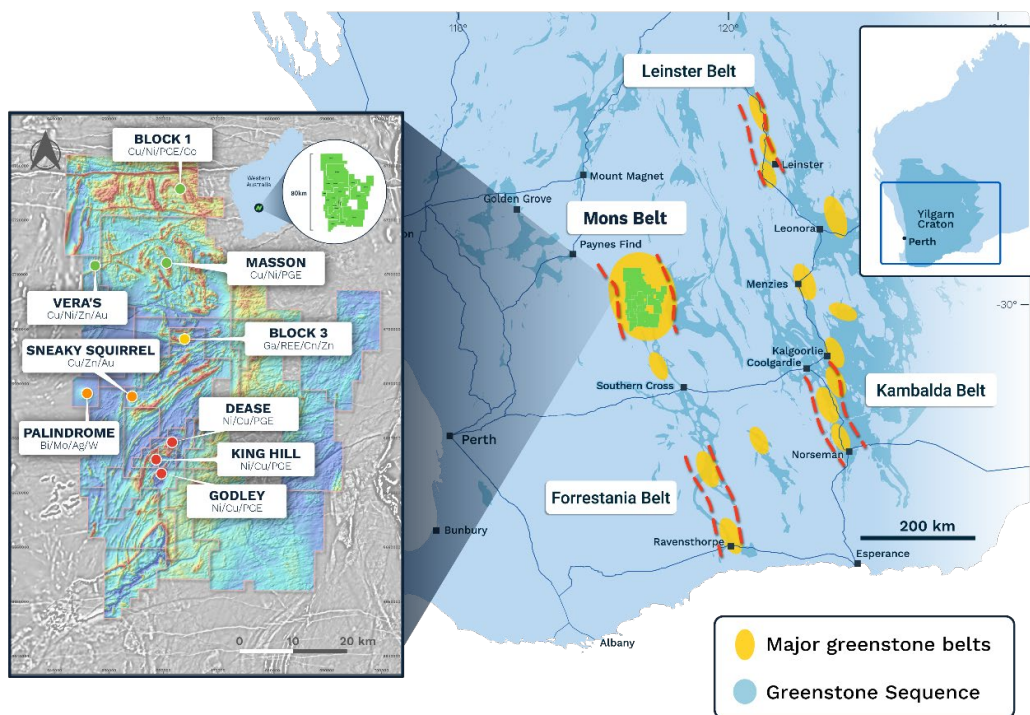 110°
120°
Leinster Belt
Leinster
Mount Magnet
Golden Grove
Mons Belt
Paynes Find
Leonora
Menzies
-30°
Kalgoorlie
Coolgardie
Southern Cross
Kambalda Belt
Norseman
Perth
Forrestania Belt
Bunbury
Ravensthorpe
200 km
Esperance
Albany
Yilgarn
Craton
Perth
Major greenstone belts
Greenstone Sequence
BLOCK 1
Cu/Ni/PGE/Co
Western
Australia
80km
MASSON
Cu/Ni/PGE
VERA'S
Cu/Ni/Zn/Au
BLOCK 3
Ga/REE/Cn/Zn
SNEAKY SQUIRREL
Cu/Zn/Au
DEASE
Ni/Cu/PGE
PALINDROME
Bi/Mo/Ag/W
KING HILL
Ni/Cu/PGE
GODLEY
Ni/Cu/PGE
0 10 20 km